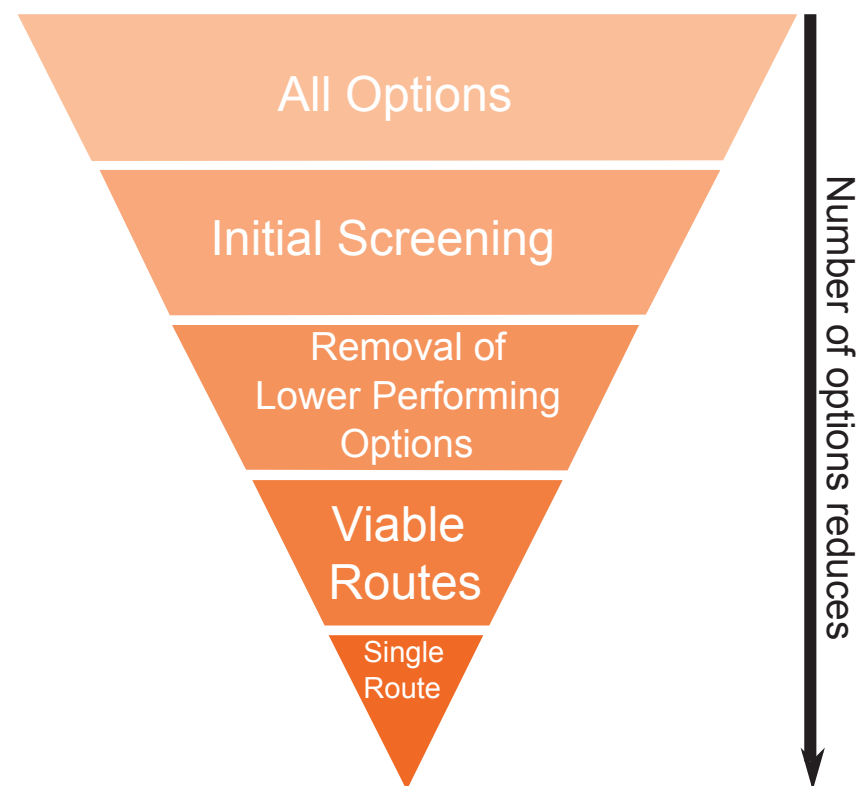 All Options
Initial Screening
Removal of
Lower Performing
Options
Viable
Routes
Single
Route
Number of options reduces